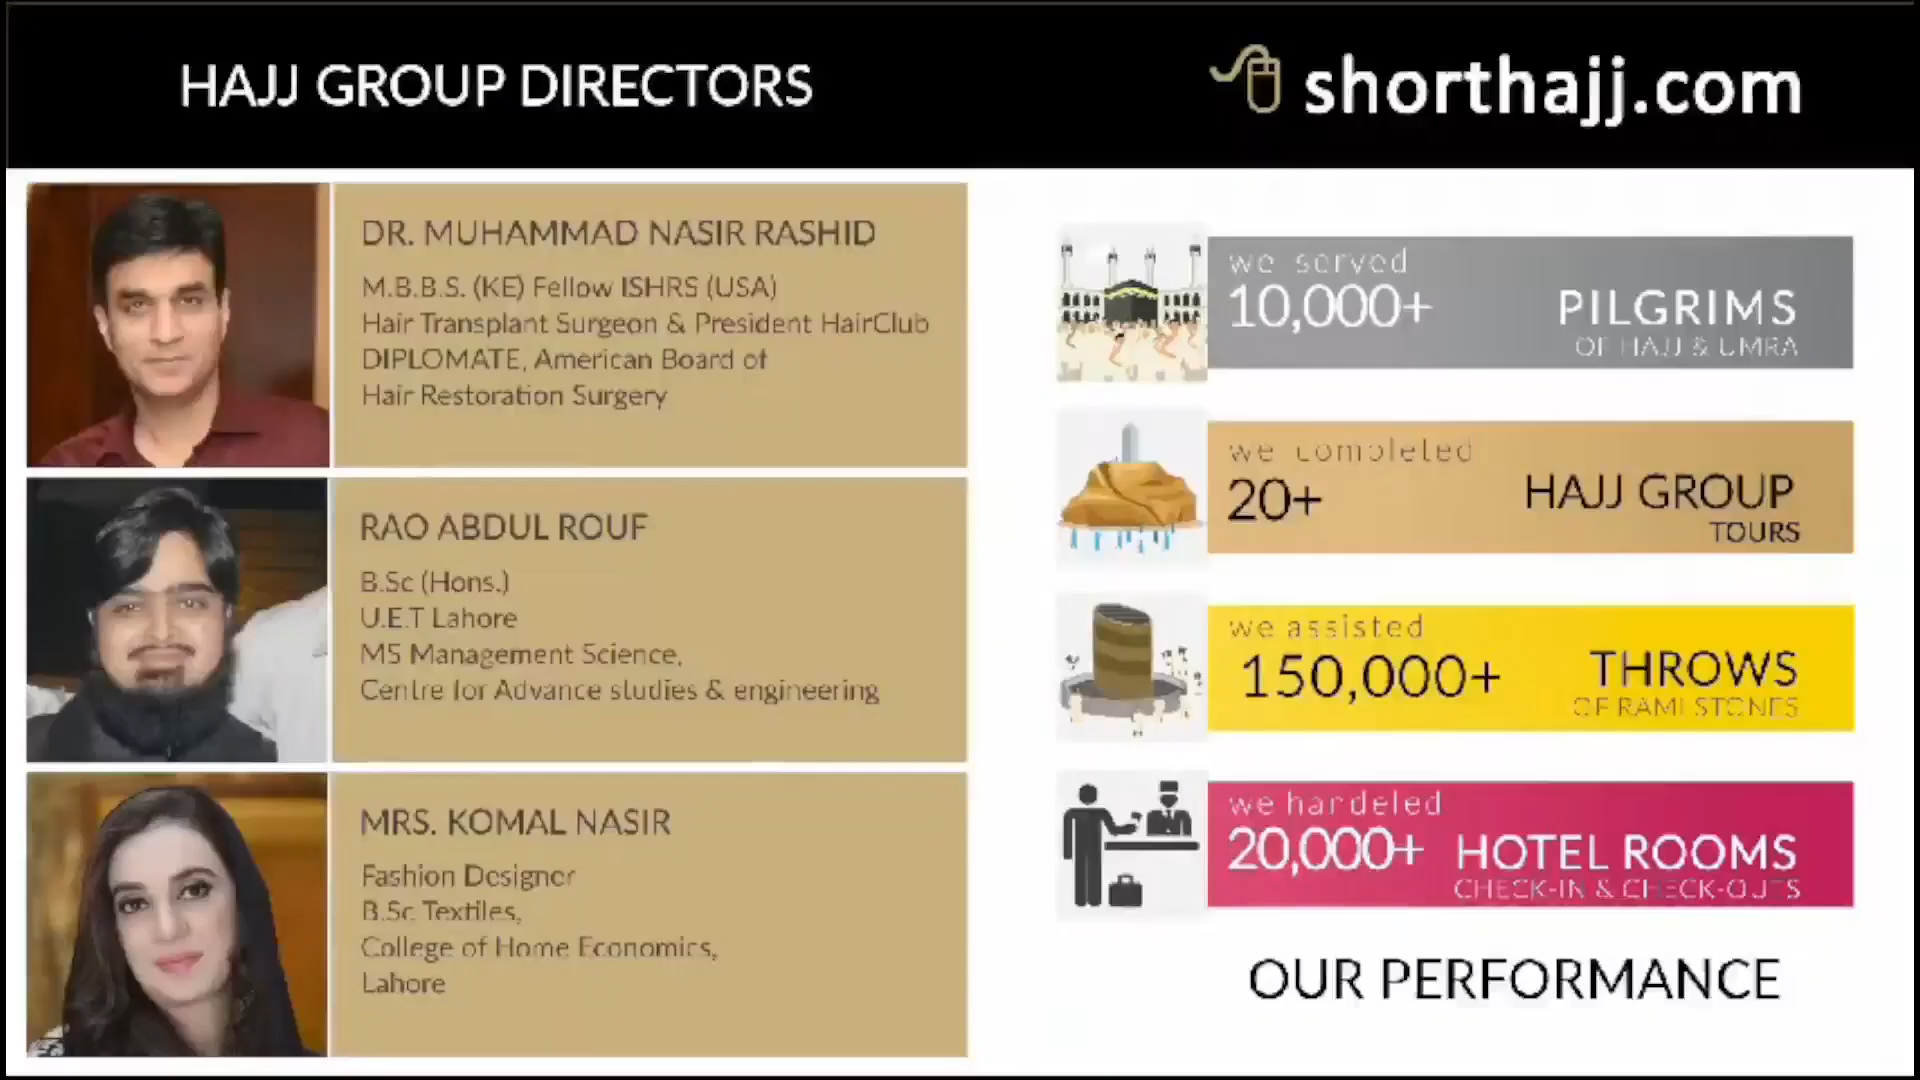 HAJJ GROUP DIRECTORS
shorthajj.com
DR. MUHAMMAD NASIR RASHID
M.B.B.S. (KE) Fellow ISHRS (USA)
Hair Transplant Surgeon & President HairClub
DIPLOMATE, American Board of
Hair Restoration Surgery
RAO ABDUL ROUF
B.Sc (Hons.)
U.E.T Lahore
MS Management Science,
Centre for Advance studies & engineering
MRS. KOMAL NASIR
Fashion Designer
B.Sc Textiles,
College of Home Economics,
Lahore
we served
10,000+
PILGRIMS
OF HAJJ & UMRA
we completed
20+
HAJJ GROUP
TOURS
we assisted
150,000+
THROWS
OF RAMI STONES
we handeled
20,000+
HOTEL ROOMS
CHECK-IN & CHECK-OUTS
OUR PERFORMANCE